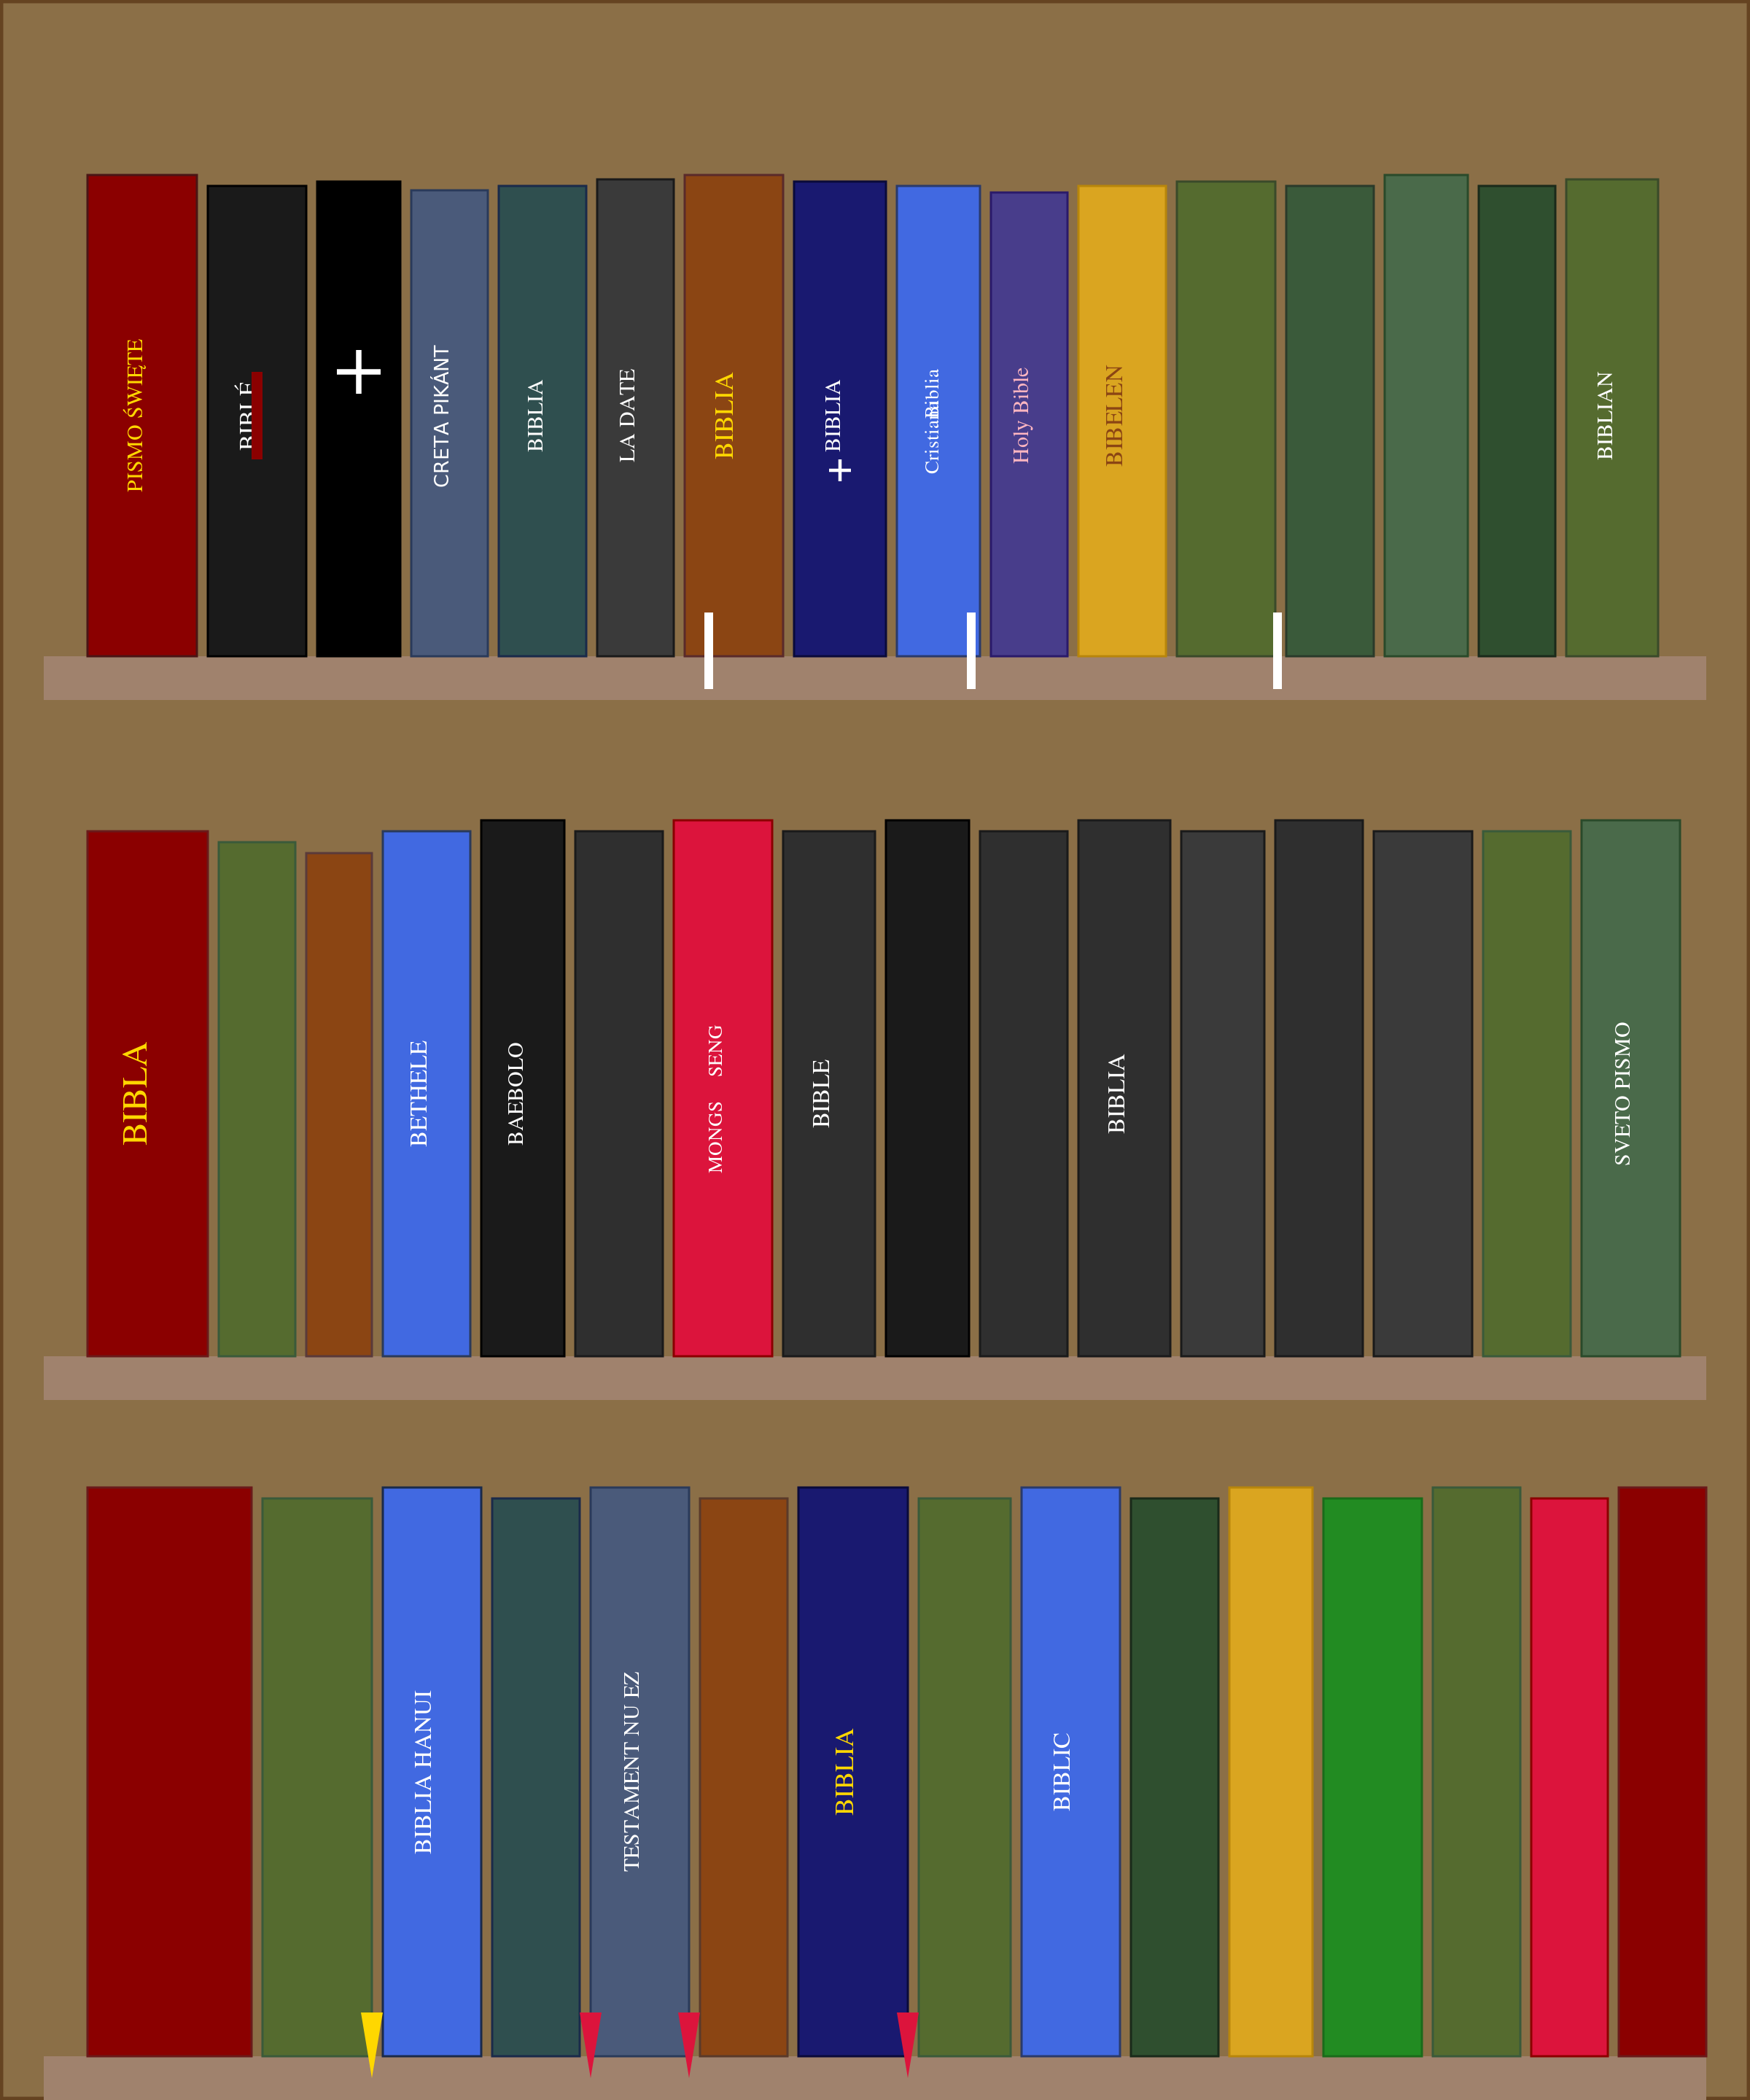 PISMO ŚWIĘTE
BIBLÉ
CRETA PIKÁNT
BIBLIA
LA DATE
BIBLIA
BIBLIA
Biblia
Cristiana
Holy Bible
BIBELEN
BIBLIAN
BIBLA
BETHELE
BAEBOLO
MONGS SENG
BIBLE
BIBLIA
SVETO PISMO
BIBLIA HANUI
TESTAMENT NU EZ
BIBLIA
BIBLIC